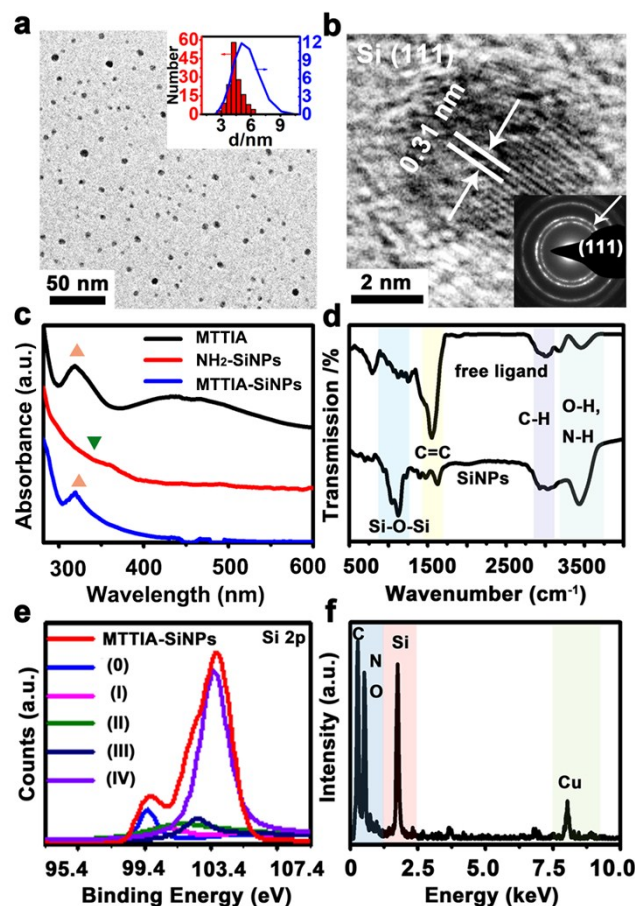 a
60
45
30
15
0
Number
12
9
6
3
0
3 6 9
d/nm
50 nm
b
Si (111)
0.31 nm
(111)
2 nm
c
MTTIA
NH₂-SiNPs
MTTIA-SiNPs
Absorbance (a.u.)
300 400 500 600
Wavelength (nm)
d
free ligand
C-H
O-H,
N-H
C=C
SiNPs
Si-O-Si
Transmission /%
500 1500 2500 3500
Wavenumber (cm⁻¹)
e
MTTIA-SiNPs
Si 2p
(0)
(I)
(II)
(III)
(IV)
Counts (a.u.)
95.4 99.4 103.4 107.4
Binding Energy (eV)
f
C
N
O
Si
Cu
Intensity (a.u.)
0 2.5 5.0 7.5 10.0
Energy (keV)